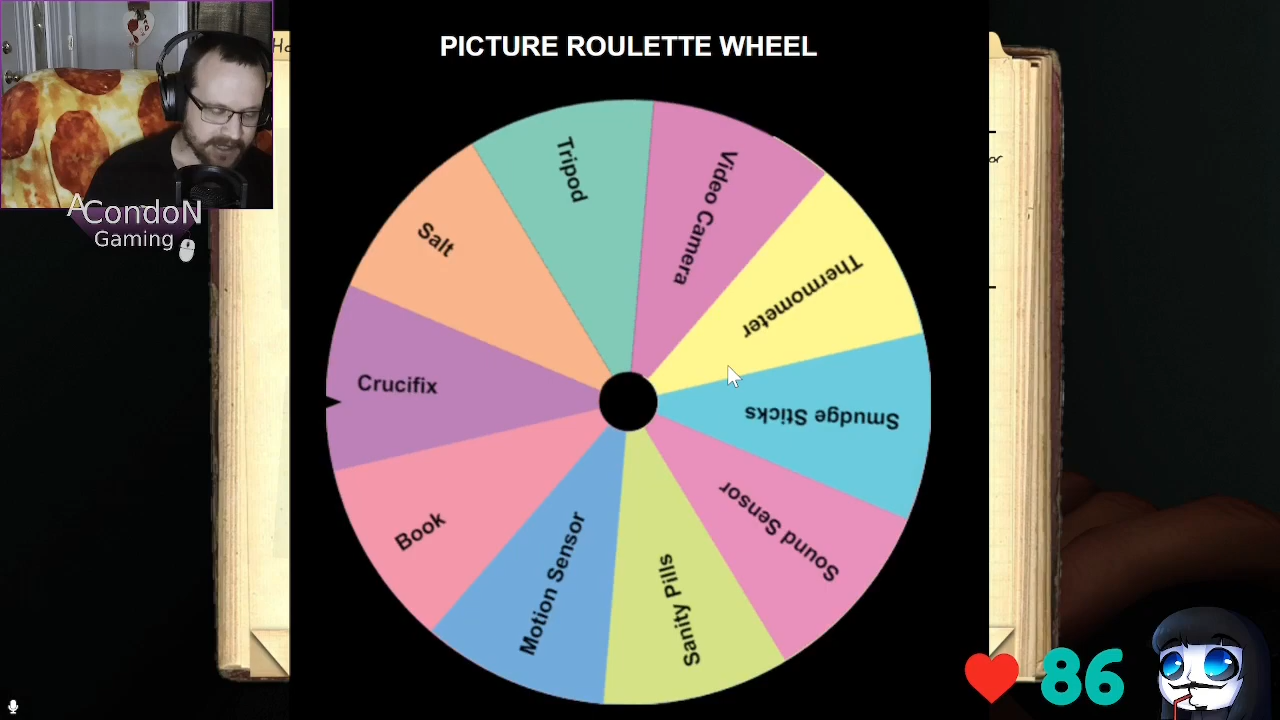 PICTURE ROULETTE WHEEL
Tripod
Video Camera
Thermometer
Smudge Sticks
Sound Sensor
Sanity Pills
Motion Sensor
Book
Crucifix
Salt
ACondoN
Gaming
86